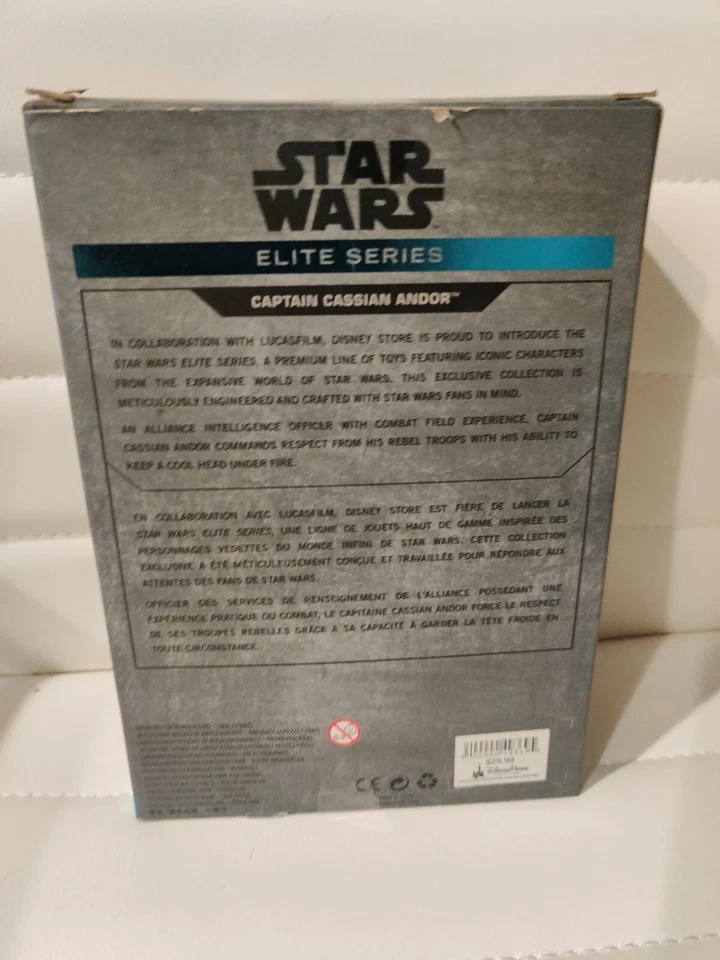 STAR
WARS™
ELITE SERIES
CAPTAIN CASSIAN ANDOR™
IN COLLABORATION WITH LUCASFILM, DISNEY STORE IS PROUD TO INTRODUCE THE
STAR WARS ELITE SERIES, A PREMIUM LINE OF TOYS FEATURING ICONIC CHARACTERS
FROM THE EXPANSIVE WORLD OF STAR WARS. THIS EXCLUSIVE COLLECTION IS
METICULOUSLY ENGINEERED AND CRAFTED WITH STAR WARS FANS IN MIND.
AN ALLIANCE INTELLIGENCE OFFICER WITH COMBAT FIELD EXPERIENCE, CAPTAIN
CASSIAN ANDOR COMMANDS RESPECT FROM HIS REBEL TROOPS WITH HIS ABILITY TO
KEEP A COOL HEAD UNDER FIRE.
EN COLLABORATION AVEC LUCASFILM, DISNEY STORE EST FIÈRE DE LANCER LA
STAR WARS ELITE SERIES, UNE LIGNE DE JOUETS HAUT DE GAMME INSPIRÉE DES
PERSONNAGES VEDETTES DU MONDE INFINI DE STAR WARS. CETTE COLLECTION
EXCLUSIVE A ÉTÉ MÉTICULEUSEMENT CONÇUE ET TRAVAILLÉE POUR RÉPONDRE AUX
ATTENTES DES FANS DE STAR WARS.
OFFICIER DES SERVICES DE RENSEIGNEMENT DE L'ALLIANCE POSSÉDANT UNE
EXPÉRIENCE PRATIQUE DU COMBAT, LE CAPITAINE CASSIAN ANDOR FORCE LE RESPECT
DE SES TROUPES REBELLES GRÂCE À SA CAPACITÉ À GARDER LA TÊTE FROIDE EN
TOUTE CIRCONSTANCE.
0-3
CE
$29.99
Disney Parks